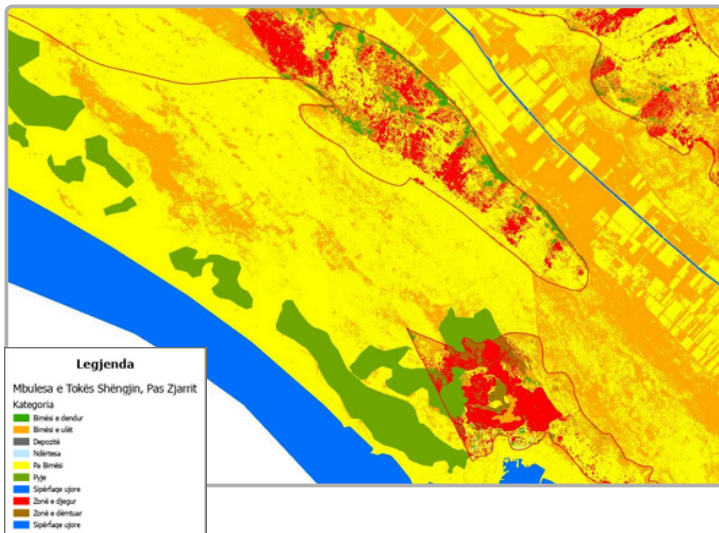 Legjenda
Mbulesa e Tokës Shëngjin, Pas Zjarrit
Kategoria
Bimësi e dendur
Bimësi e ulët
Depozitë
Ndërtesa
Pa Bimësi
Pyje
Sipërfaqe ujore
Zonë e djegur
Zonë e dëmtuar
Sipërfaqe ujore